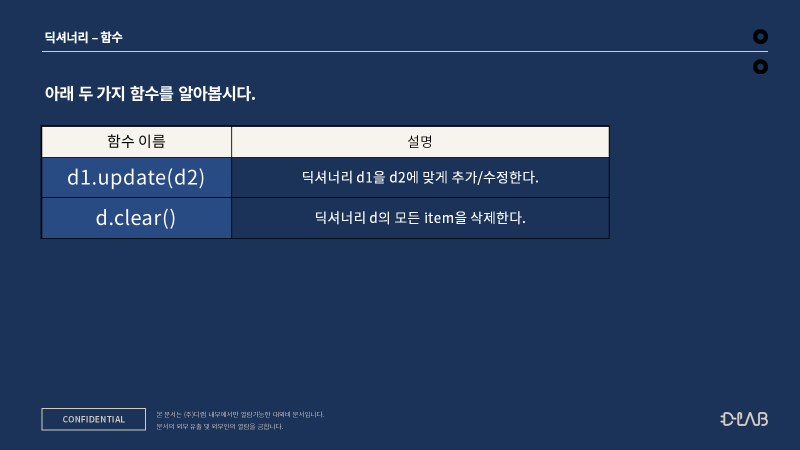 딕셔너리 – 함수
아래 두 가지 함수를 알아봅시다.
함수 이름
설명
d1.update(d2)
딕셔너리 d1을 d2에 맞게 추가/수정한다.
d.clear()
딕셔너리 d의 모든 item을 삭제한다.
CONFIDENTIAL
본 문서는 (주)디랩 내부에서만 열람가능한 대외비 문서입니다.
문서의 외부 유출 및 외부인의 열람을 금합니다.
D-LAB